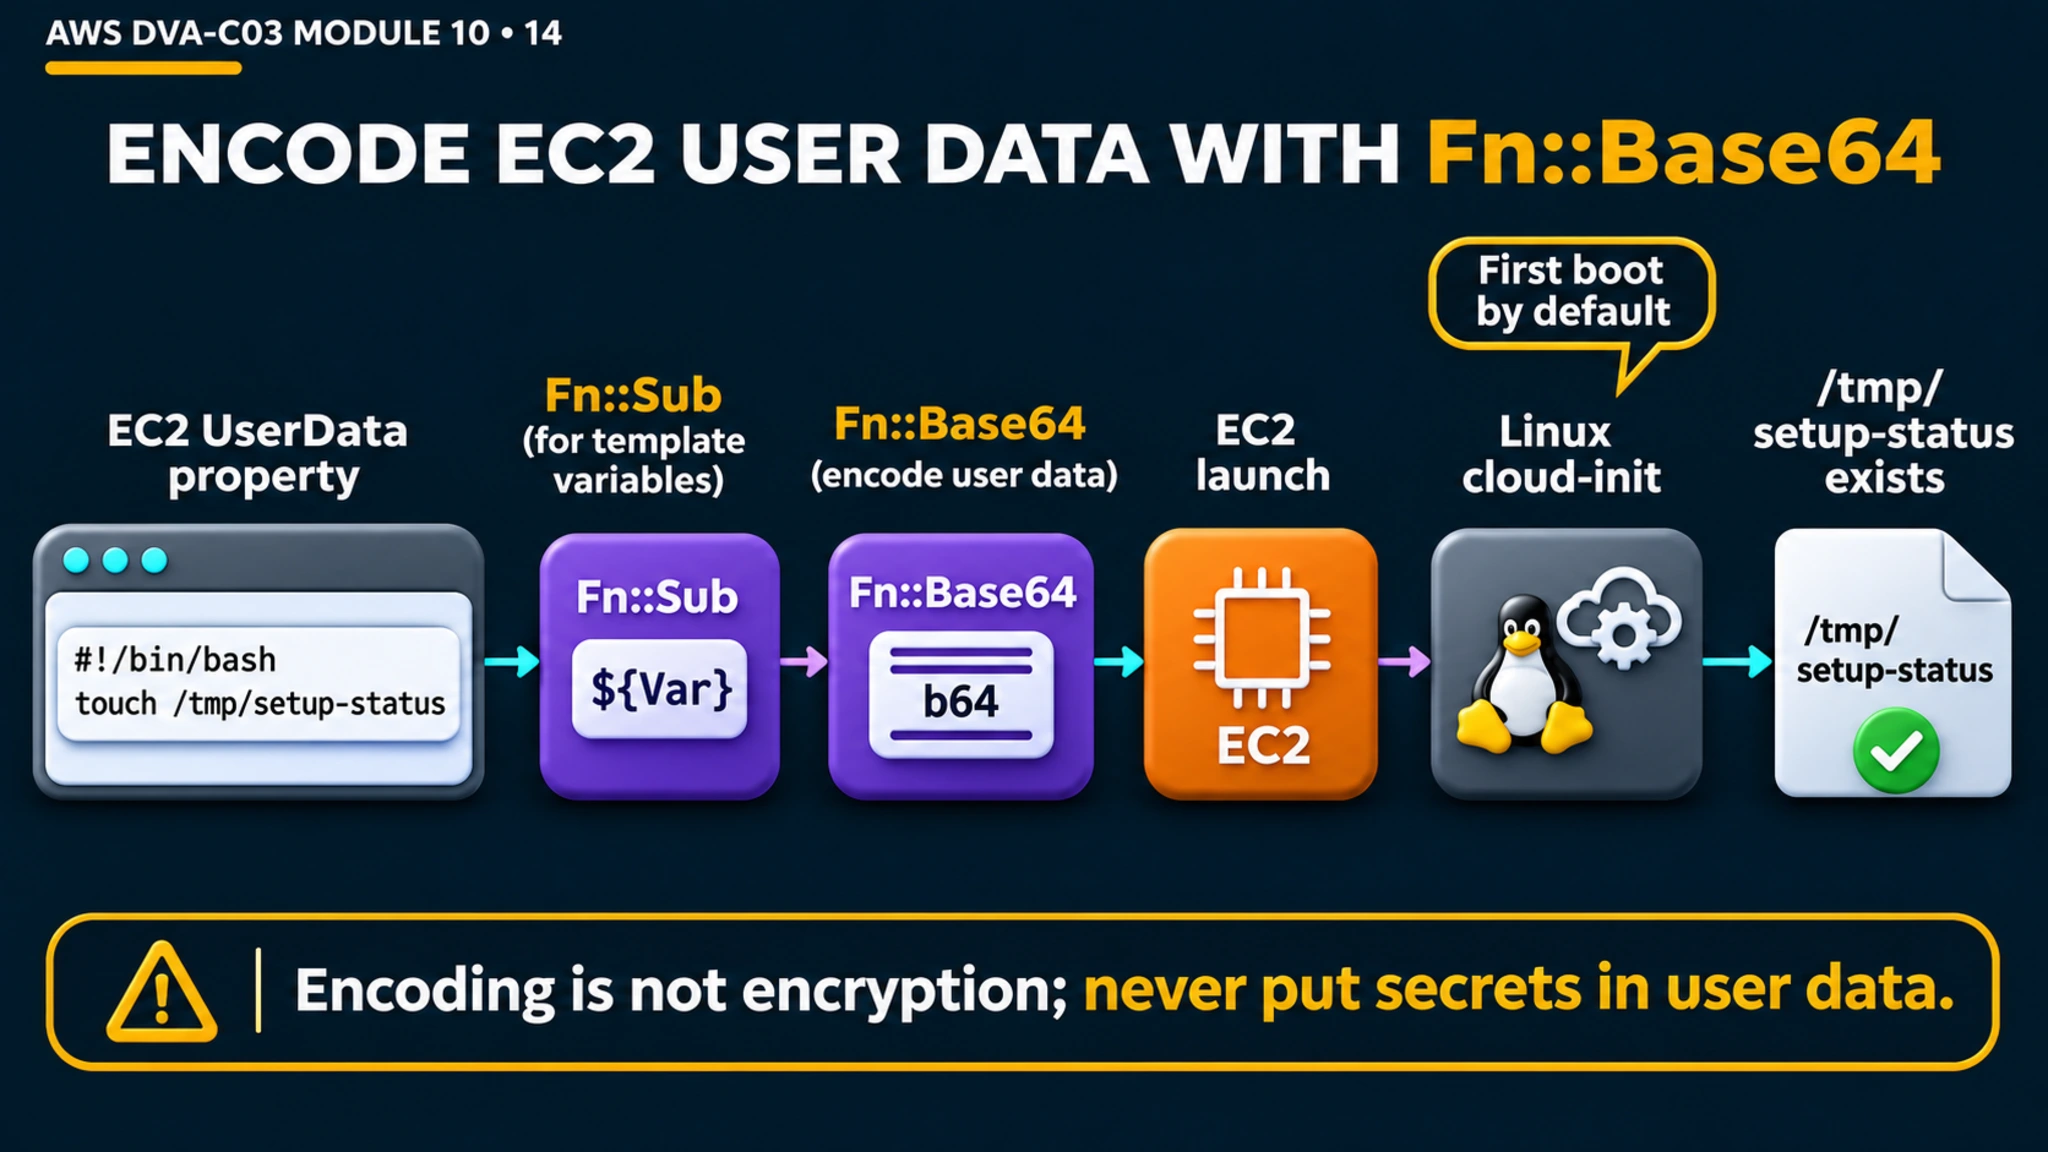 AWS DVA-C03 MODULE 10 • 14
ENCODE EC2 USER DATA WITH Fn::Base64
First boot
by default
EC2 UserData
property
Fn::Sub
(for template
variables)
Fn::Base64
(encode user data)
EC2
launch
Linux
cloud-init
/tmp/
setup-status
exists
#!/bin/bash
touch /tmp/setup-status
Fn::Sub
${Var}
Fn::Base64
b64
EC2
/tmp/
setup-status
Encoding is not encryption; never put secrets in user data.